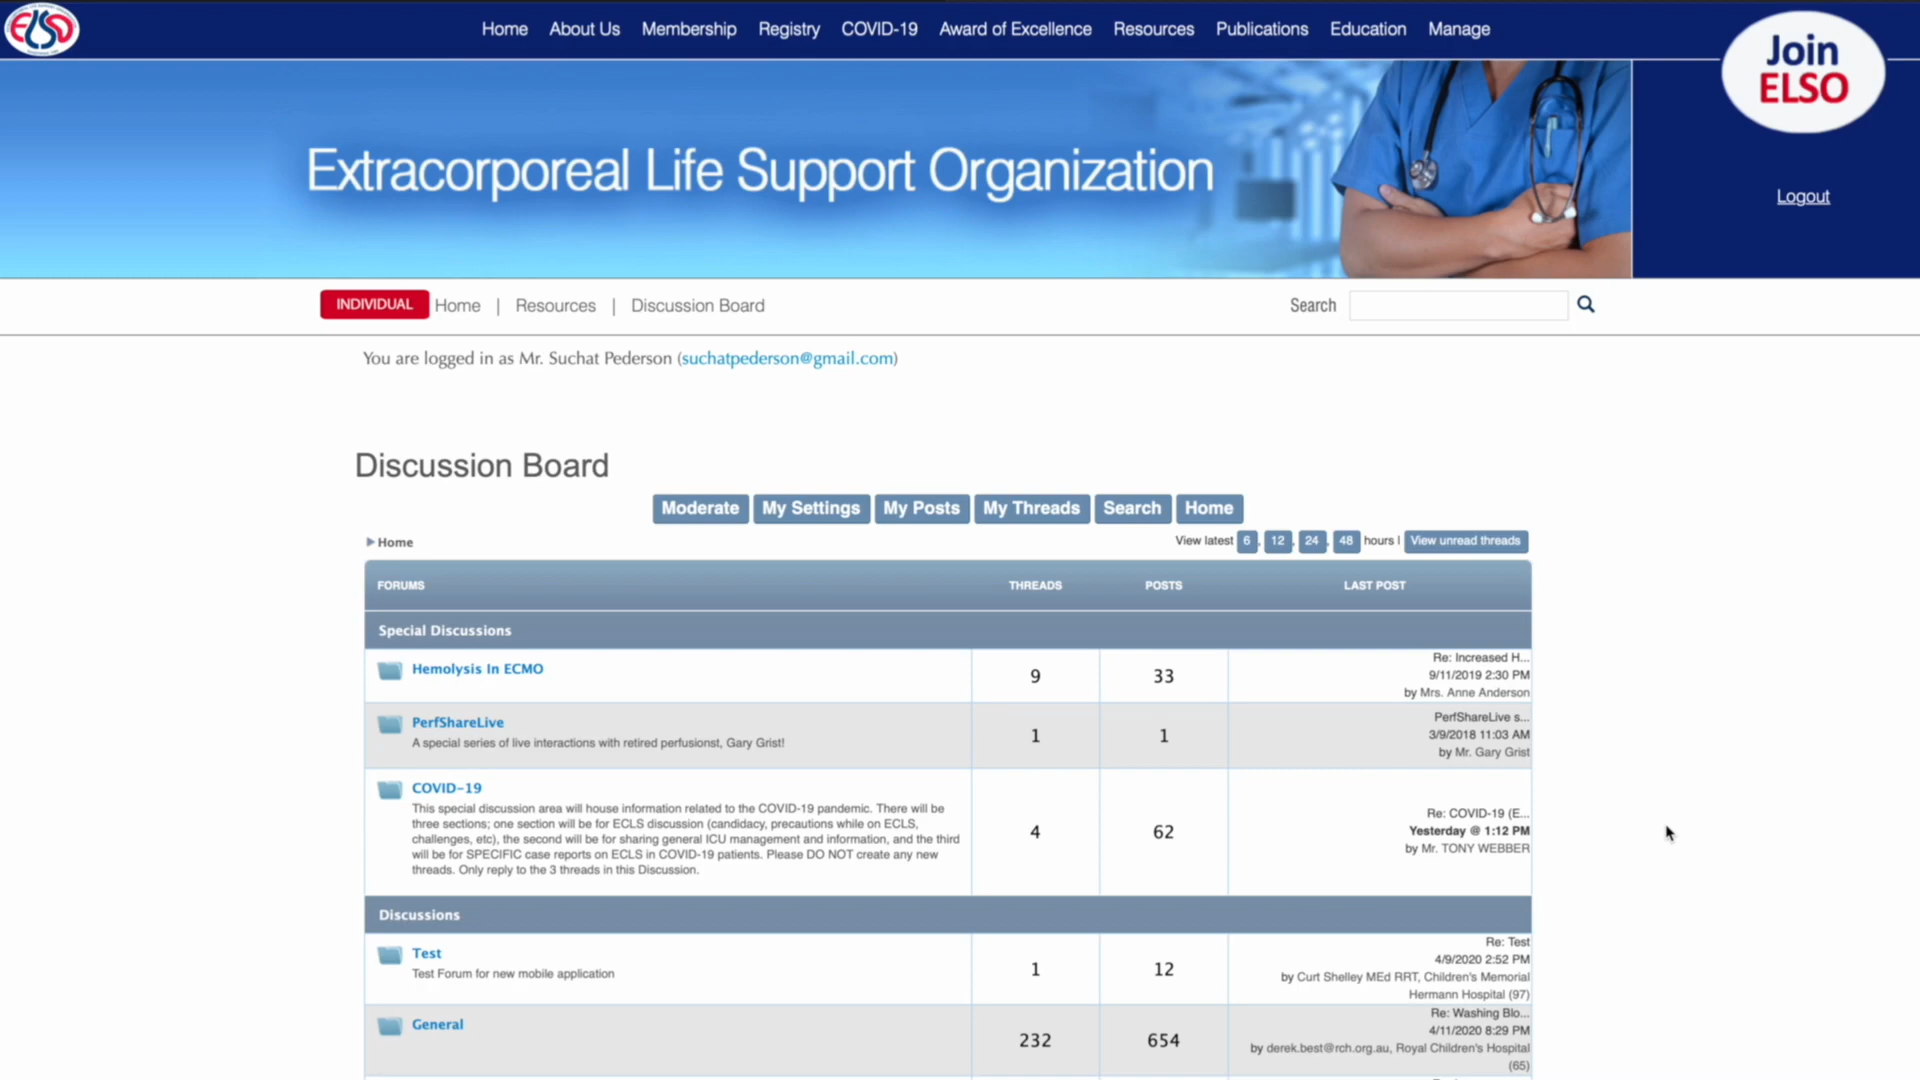 ELSO
Home About Us Membership Registry COVID-19 Award of Excellence Resources Publications Education Manage
Join
ELSO
Extracorporeal Life Support Organization
Logout
INDIVIDUAL Home | Resources | Discussion Board Search
You are logged in as Mr. Suchat Pederson (suchatpederson@gmail.com)
Discussion Board
Moderate My Settings My Posts My Threads Search Home
Home View latest 6, 12, 24, 48 hours | View unread threads
FORUMS THREADS POSTS LAST POST
Special Discussions
Hemolysis In ECMO 9 33
Re: Increased H...
9/11/2019 2:30 PM
by Mrs. Anne Anderson
PerfShareLive
A special series of live interactions with retired perfusionst, Gary Grist!
1 1
PerfShareLive s...
3/9/2018 11:03 AM
by Mr. Gary Grist
COVID-19
This special discussion area will house information related to the COVID-19 pandemic. There will be
three sections; one section will be for ECLS discussion (candidacy, precautions while on ECLS,
challenges, etc), the second will be for sharing general ICU management and information, and the third
will be for SPECIFIC case reports on ECLS in COVID-19 patients. Please DO NOT create any new
threads. Only reply to the 3 threads in this Discussion.
4 62
Re: COVID-19 (E...
Yesterday @ 1:12 PM
by Mr. TONY WEBBER
Discussions
Test
Test Forum for new mobile application
1 12
Re: Test
4/9/2020 2:52 PM
by Curt Shelley MEd RRT, Children's Memorial
Hermann Hospital (97)
General
232 654
Re: Washing Blo...
4/11/2020 8:29 PM
by derek.best@rch.org.au, Royal Children's Hospital
(65)